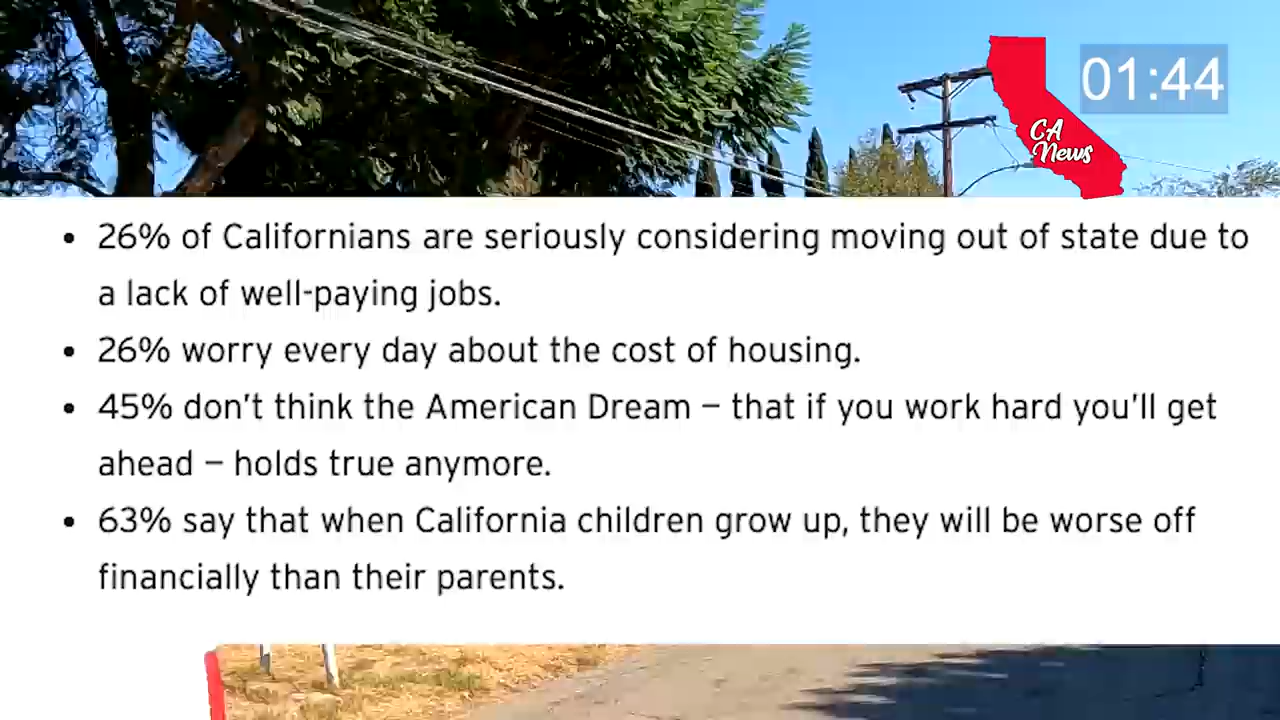 01:44
CA
News
• 26% of Californians are seriously considering moving out of state due to
a lack of well-paying jobs.
• 26% worry every day about the cost of housing.
• 45% don't think the American Dream – that if you work hard you'll get
ahead – holds true anymore.
• 63% say that when California children grow up, they will be worse off
financially than their parents.